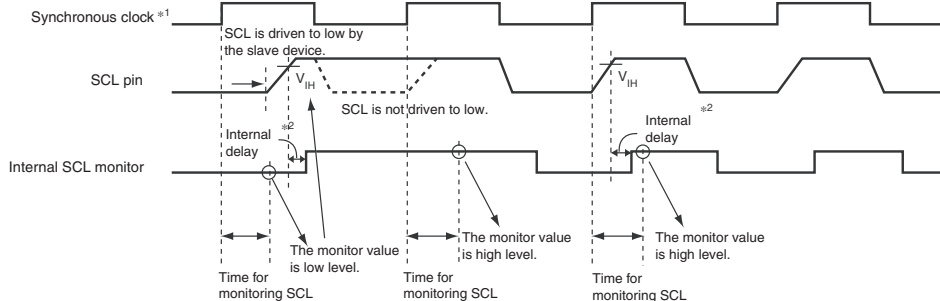 Synchronous clock *1
SCL is driven to low by
the slave device.
SCL pin
VIH
VIH
SCL is not driven to low.
*2
Internal
delay
*2
Internal
delay
Internal SCL monitor
The monitor value
is low level.
The monitor value
is high level.
The monitor value
is high level.
Time for
monitoring SCL
Time for
monitoring SCL
Time for
monitoring SCL